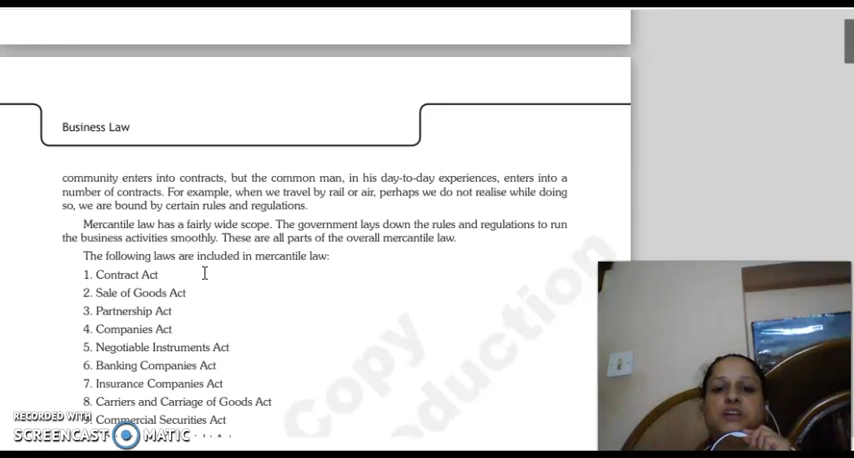 Business Law
community enters into contracts, but the common man, in his day-to-day experiences, enters into a
number of contracts. For example, when we travel by rail or air, perhaps we do not realise while doing
so, we are bound by certain rules and regulations.
Mercantile law has a fairly wide scope. The government lays down the rules and regulations to run
the business activities smoothly. These are all parts of the overall mercantile law.
The following laws are included in mercantile law:
1. Contract Act
2. Sale of Goods Act
3. Partnership Act
4. Companies Act
5. Negotiable Instruments Act
6. Banking Companies Act
7. Insurance Companies Act
8. Carriers and Carriage of Goods Act
9. Commercial Securities Act
Copy
RECORDED WITH
SCREENCAST MATIC